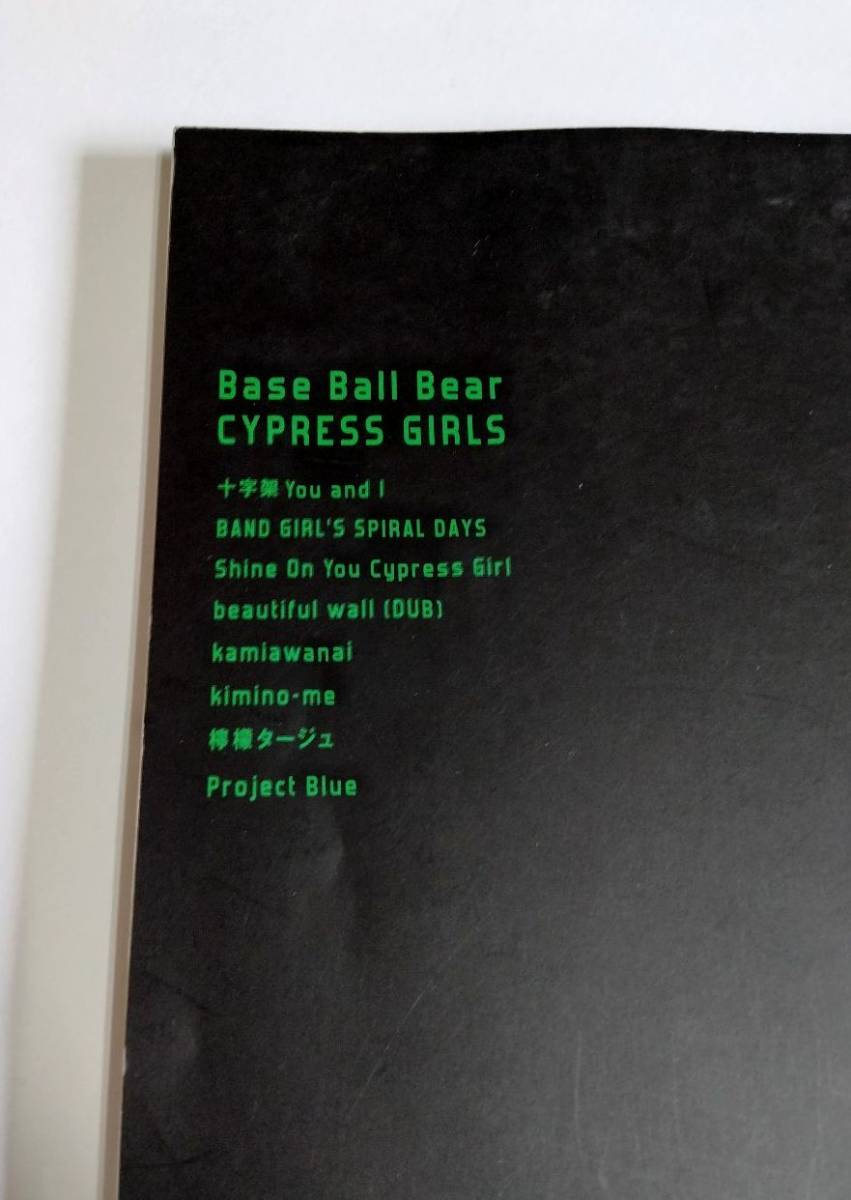 Base Ball Bear
CYPRESS GIRLS
十字架 You and I
BAND GIRL'S SPIRAL DAYS
Shine On You Cypress Girl
beautiful wall (DUB)
kamiawanai
kimino-me
檸檬タージュ
Project Blue